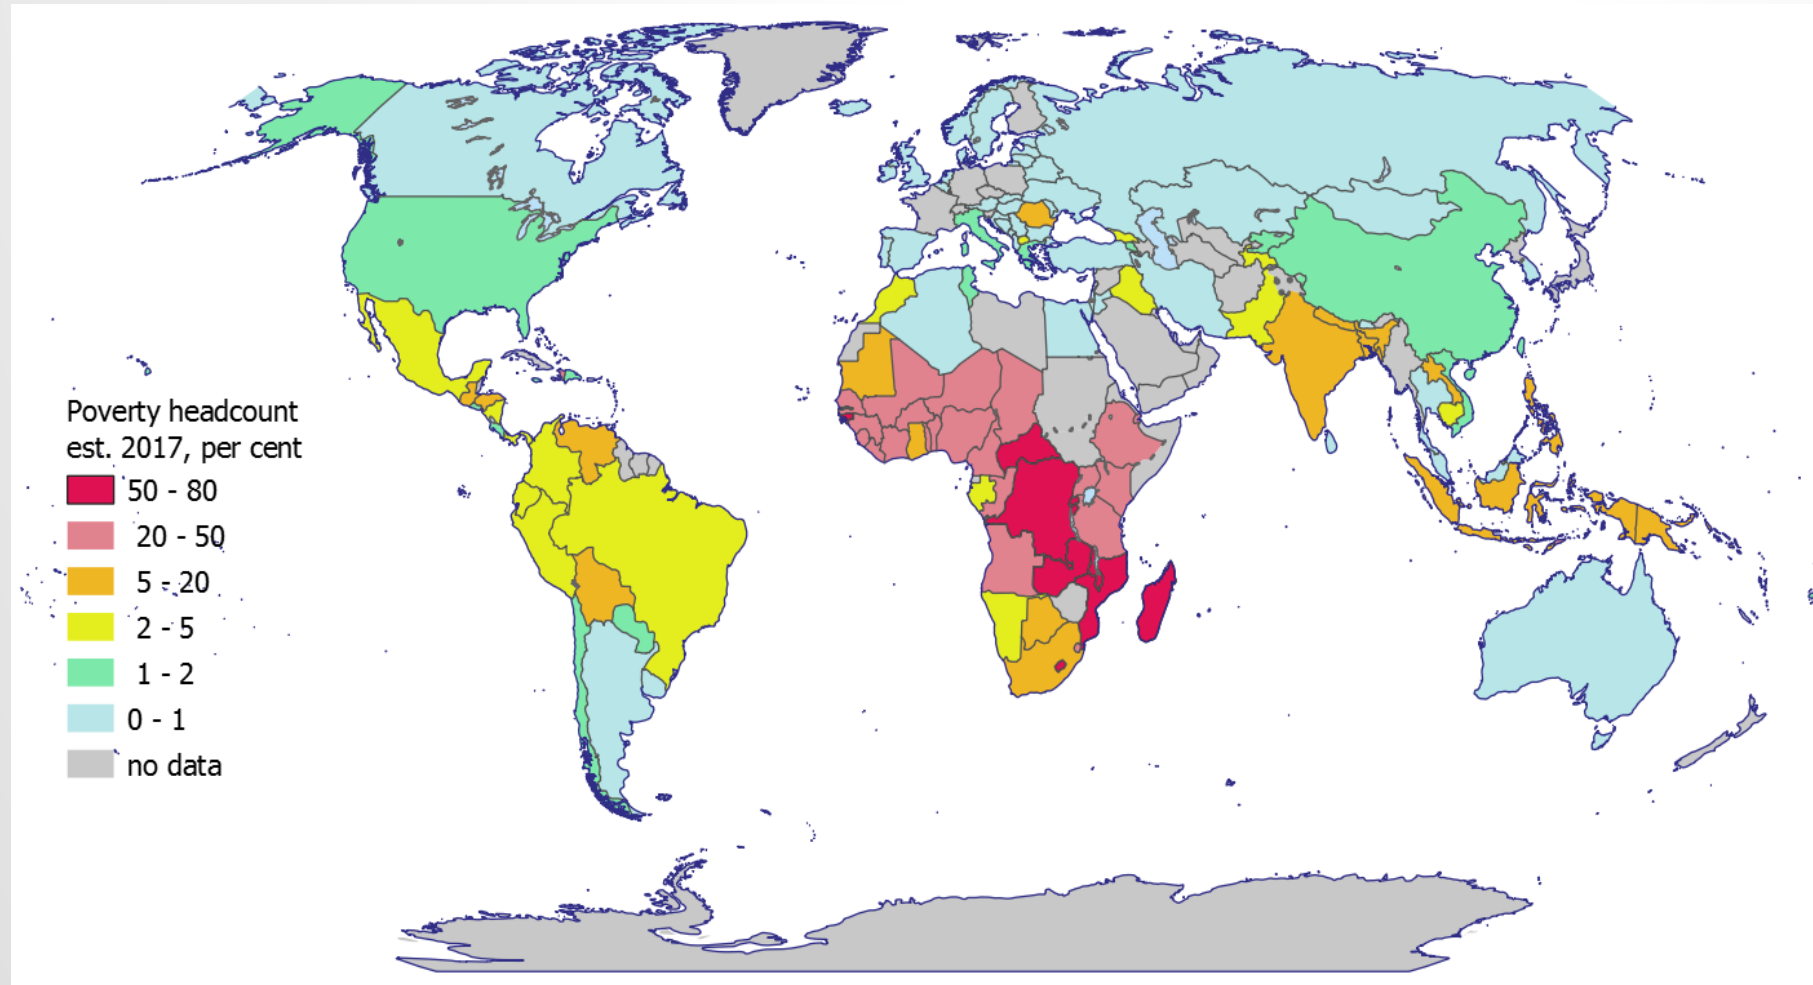 Poverty headcount
est. 2017, per cent
50 - 80
20 - 50
5 - 20
2 - 5
1 - 2
0 - 1
no data